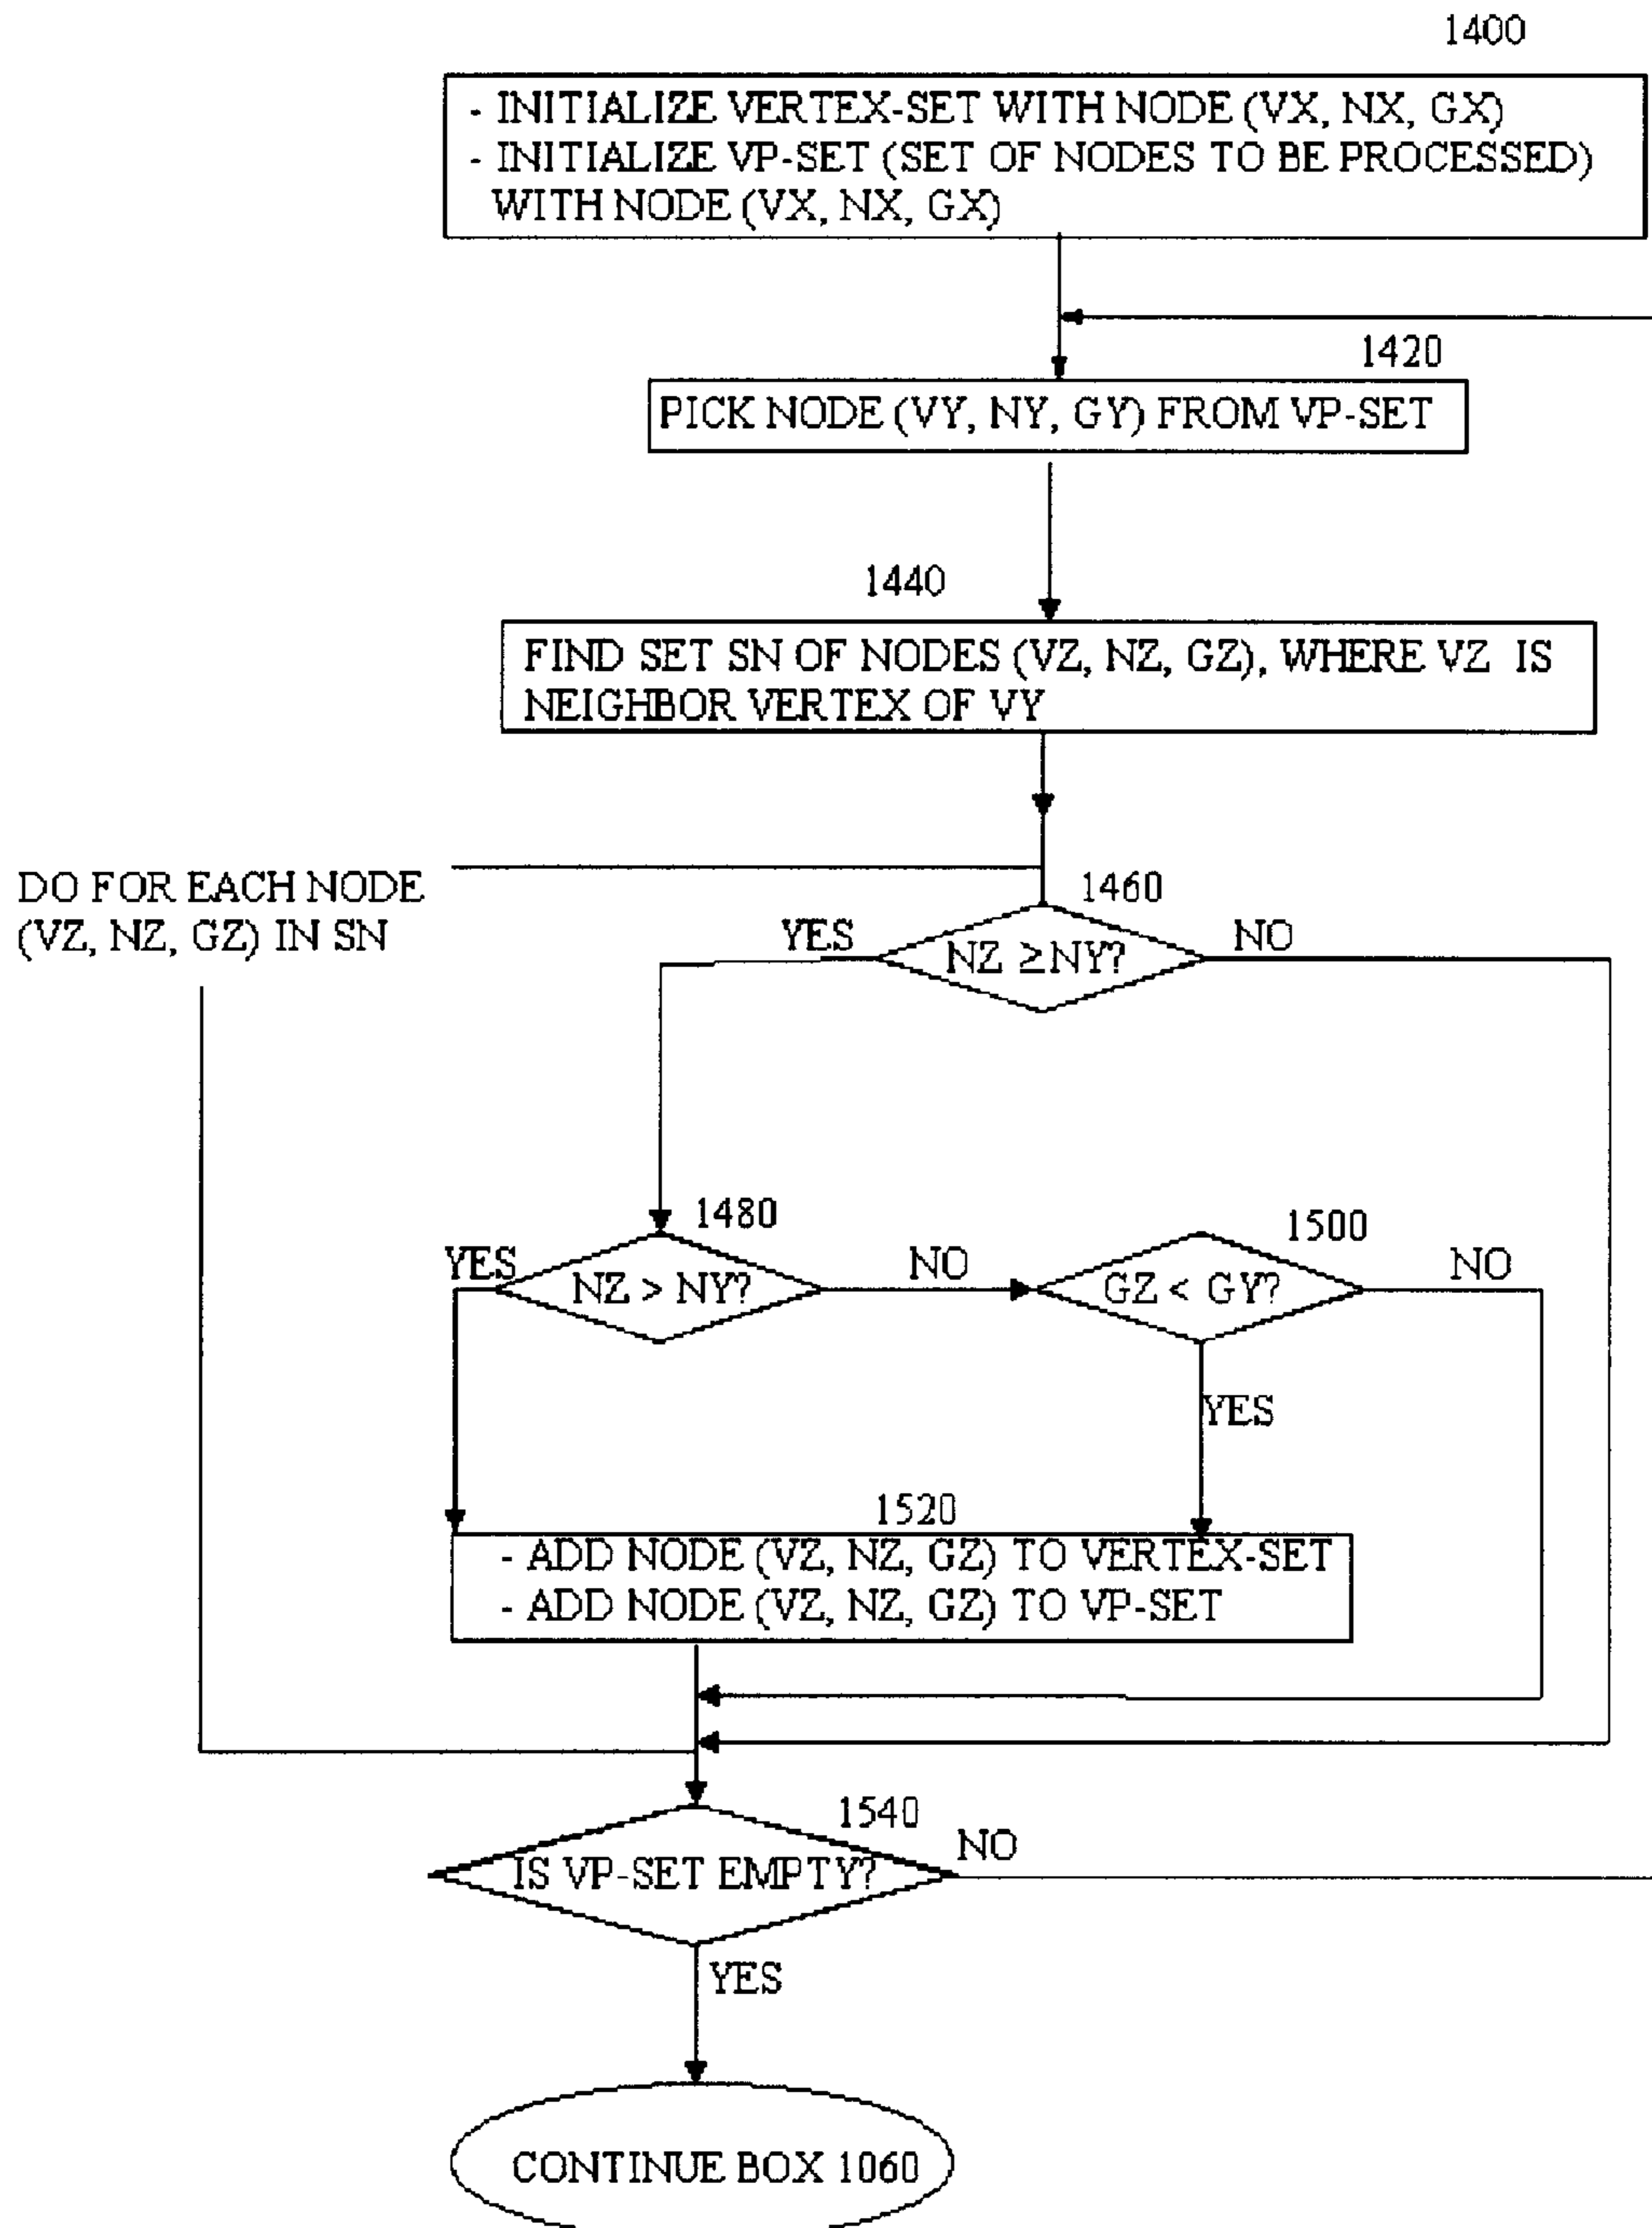 1400
- INITIALIZE VERTEX-SET WITH NODE (VX, NX, GX)
- INITIALIZE VP-SET (SET OF NODES TO BE PROCESSED)
WITH NODE (VX, NX, GX)
1420
PICK NODE (VY, NY, GY) FROM VP-SET
1440
FIND SET SN OF NODES (VZ, NZ, GZ), WHERE VZ IS
NEIGHBOR VERTEX OF VY
DO FOR EACH NODE
(VZ, NZ, GZ) IN SN
1460
YES
NZ ≥NY?
NO
1480
YES
NZ > NY?
NO
1500
GZ < GY?
NO
YES
1520
- ADD NODE (VZ, NZ, GZ) TO VERTEX-SET
- ADD NODE (VZ, NZ, GZ) TO VP-SET
1540
IS VP-SET EMPTY?
NO
YES
CONTINUE BOX 1060